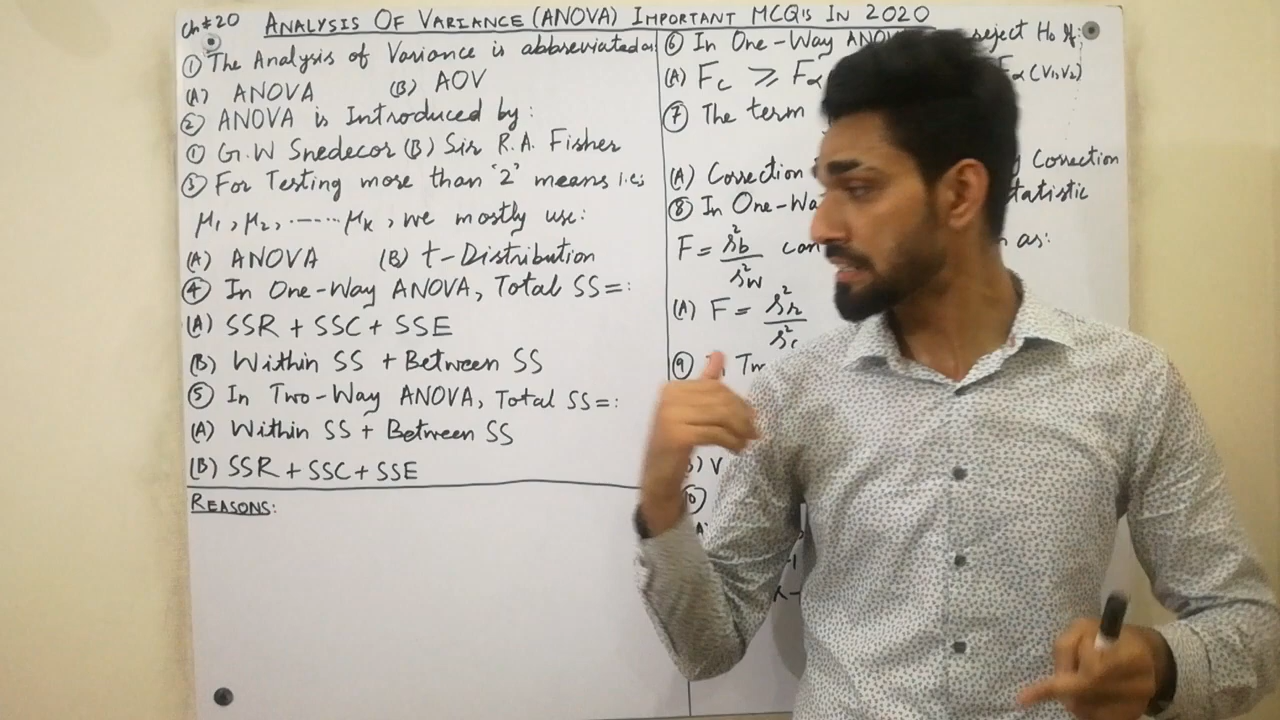 Ch # 20
ANALYSIS OF VARIANCE (ANOVA) IMPORTANT MCQ's IN 2020
① The Analysis of Variance is abbreviated as:
(A) ANOVA (B) AOV
② ANOVA is Introduced by:
① G.W Snedecor (B) Sir R.A. Fisher
③ For Testing more than '2' means i.e;
μ₁, μ₂, ------ μₖ, we mostly use:
(A) ANOVA (B) t-Distribution
④ In One-Way ANOVA, Total SS=:
(A) SSR + SSC + SSE
(B) Within SS + Between SS
⑤ In Two-Way ANOVA, Total SS=:
(A) Within SS + Between SS
(B) SSR + SSC + SSE
REASONS:
⑥ In One-Way ANOVA reject H₀ if:
(A) Fc ⩾ Fα Fα (V₁,V₂)
⑦ The term
(A) Correction Correction
⑧ In One-Wa tatistic
F = s²b / s²w can as:
(A) F = s²r / s²c
⑨ Tw
) V
⑩